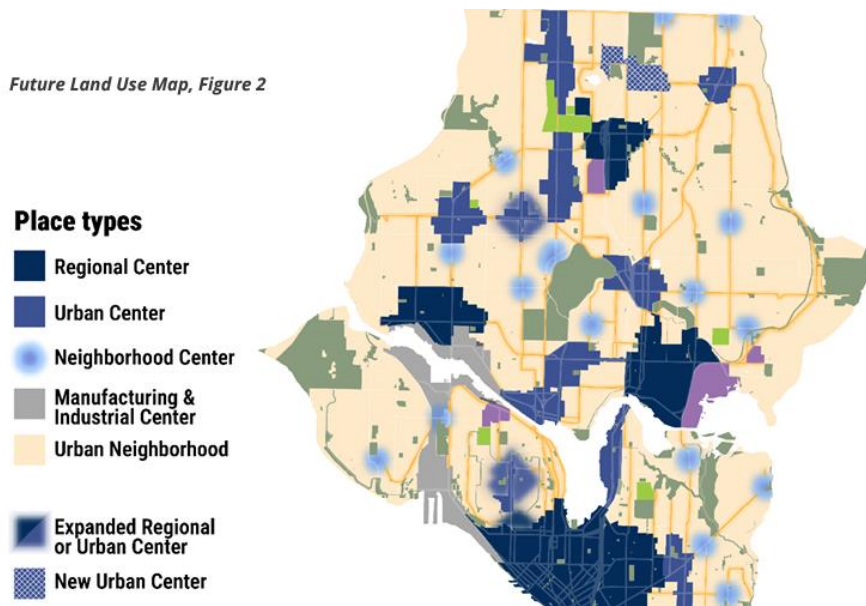 Future Land Use Map, Figure 2
Place types
Regional Center
Urban Center
Neighborhood Center
Manufacturing &
Industrial Center
Urban Neighborhood
Expanded Regional
or Urban Center
New Urban Center